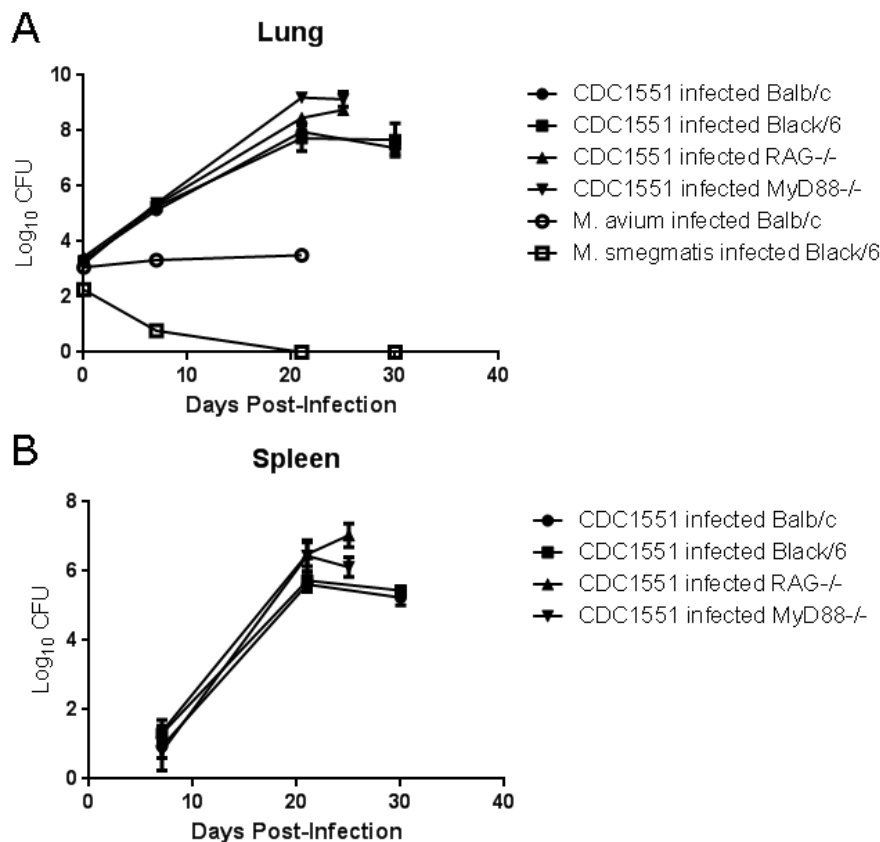 A
Lung
10
8
6
4
2
0
Log10 CFU
0 10 20 30 40
Days Post-Infection
CDC1551 infected Balb/c
CDC1551 infected Black/6
CDC1551 infected RAG-/-
CDC1551 infected MyD88-/-
M. avium infected Balb/c
M. smegmatis infected Black/6
B
Spleen
8
6
4
2
0
Log10 CFU
0 10 20 30 40
Days Post-Infection
CDC1551 infected Balb/c
CDC1551 infected Black/6
CDC1551 infected RAG-/-
CDC1551 infected MyD88-/-